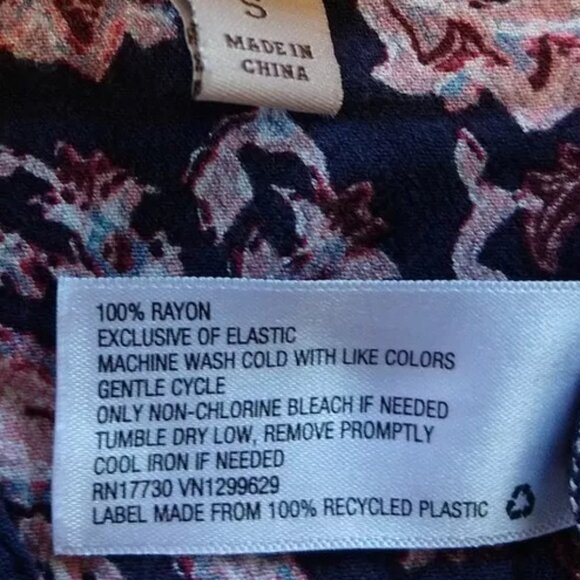 S
MADE IN
CHINA
100% RAYON
EXCLUSIVE OF ELASTIC
MACHINE WASH COLD WITH LIKE COLORS
GENTLE CYCLE
ONLY NON-CHLORINE BLEACH IF NEEDED
TUMBLE DRY LOW, REMOVE PROMPTLY
COOL IRON IF NEEDED
RN17730 VN1299629
LABEL MADE FROM 100% RECYCLED PLASTIC